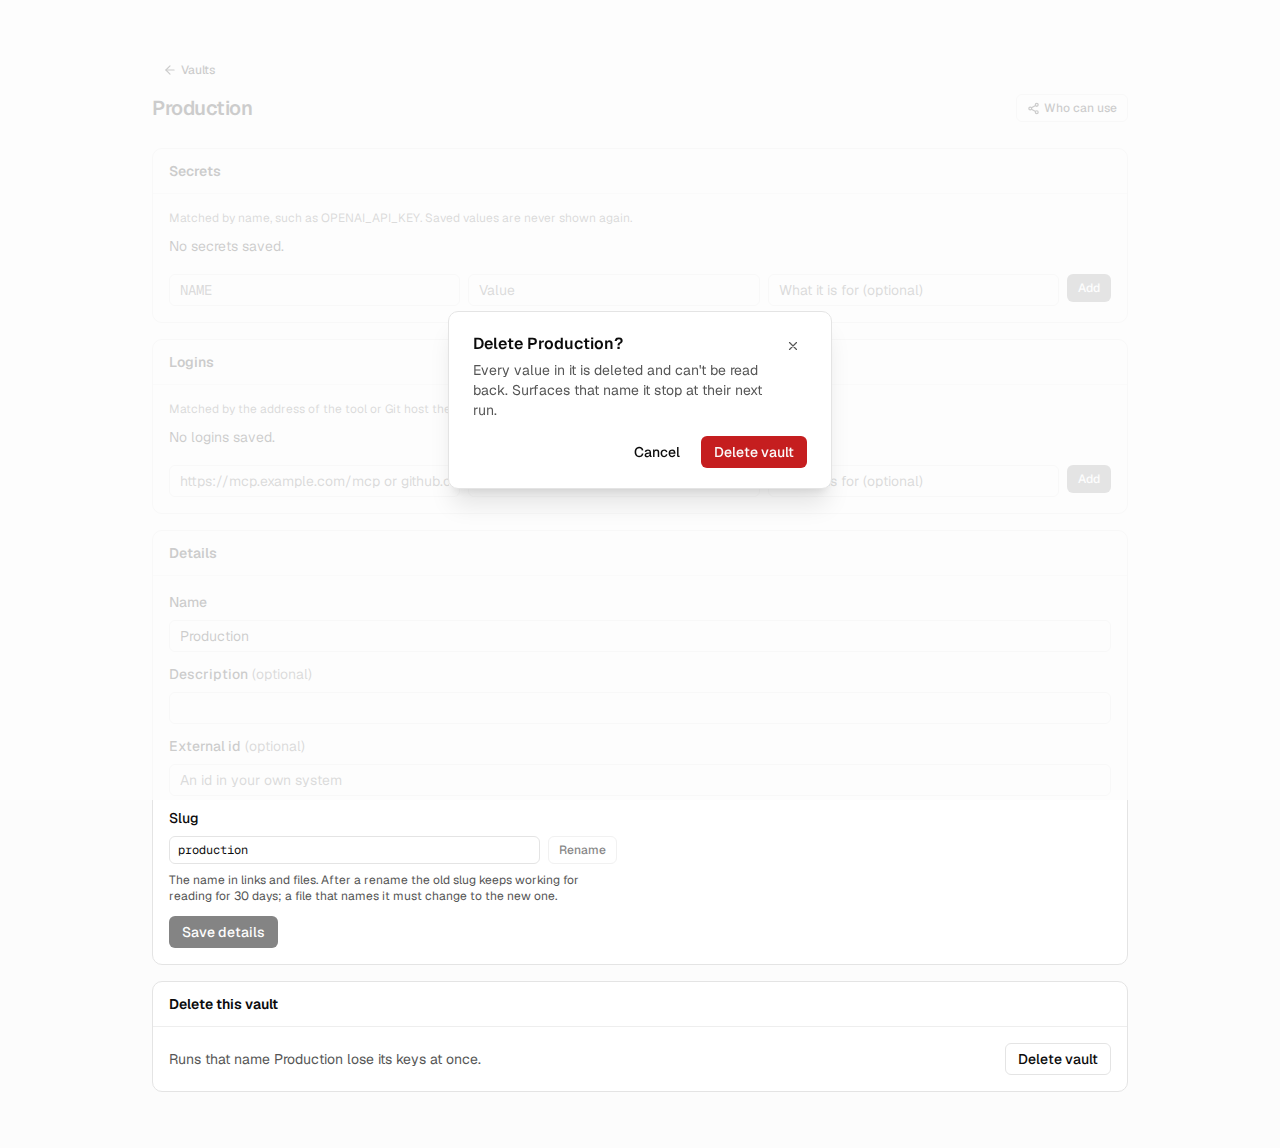 Vaults
Production
Who can use
Secrets
Matched by name, such as OPENAI_API_KEY. Saved values are never shown again.
No secrets saved.
NAME
Value
What it is for (optional)
Add
Logins
Matched by the address of the tool or Git host the
No logins saved.
https://mcp.example.com/mcp or github.c
s for (optional)
Add
Delete Production?
Every value in it is deleted and can't be read
back. Surfaces that name it stop at their next
run.
Cancel
Delete vault
Details
Name
Production
Description (optional)
External id (optional)
An id in your own system
Slug
production
Rename
The name in links and files. After a rename the old slug keeps working for
reading for 30 days; a file that names it must change to the new one.
Save details
Delete this vault
Runs that name Production lose its keys at once.
Delete vault